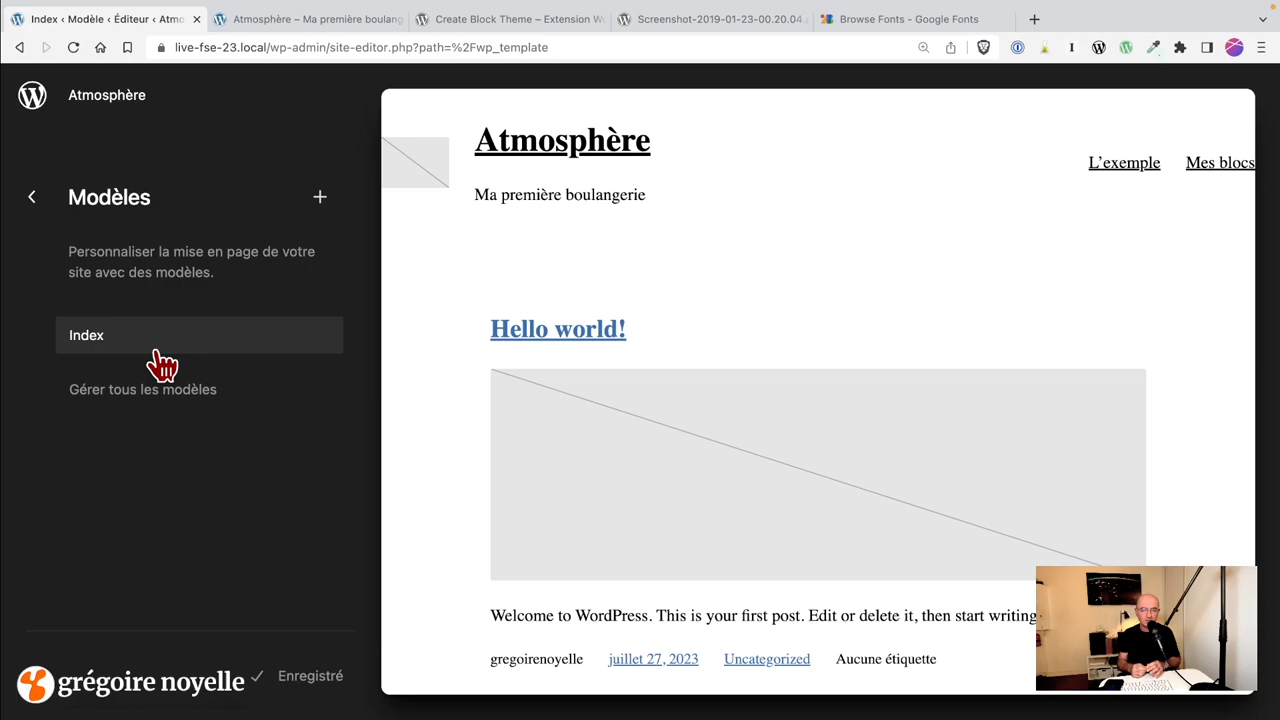 Index ‹ Modèle ‹ Éditeur ‹ Atmo
Atmosphère – Ma première boulang
Create Block Theme – Extension Wo
Screenshot-2019-01-23-00.20.04.
Browse Fonts - Google Fonts
live-fse-23.local/wp-admin/site-editor.php?path=%2Fwp_template
Atmosphère
Modèles
Personnaliser la mise en page de votre
site avec des modèles.
Index
Gérer tous les modèles
grégoire noyelle
Enregistré
Atmosphère
Ma première boulangerie
L’exemple
Mes blocs
Hello world!
Welcome to WordPress. This is your first post. Edit or delete it, then start writing
gregoirenoyelle
juillet 27, 2023
Uncategorized
Aucune étiquette